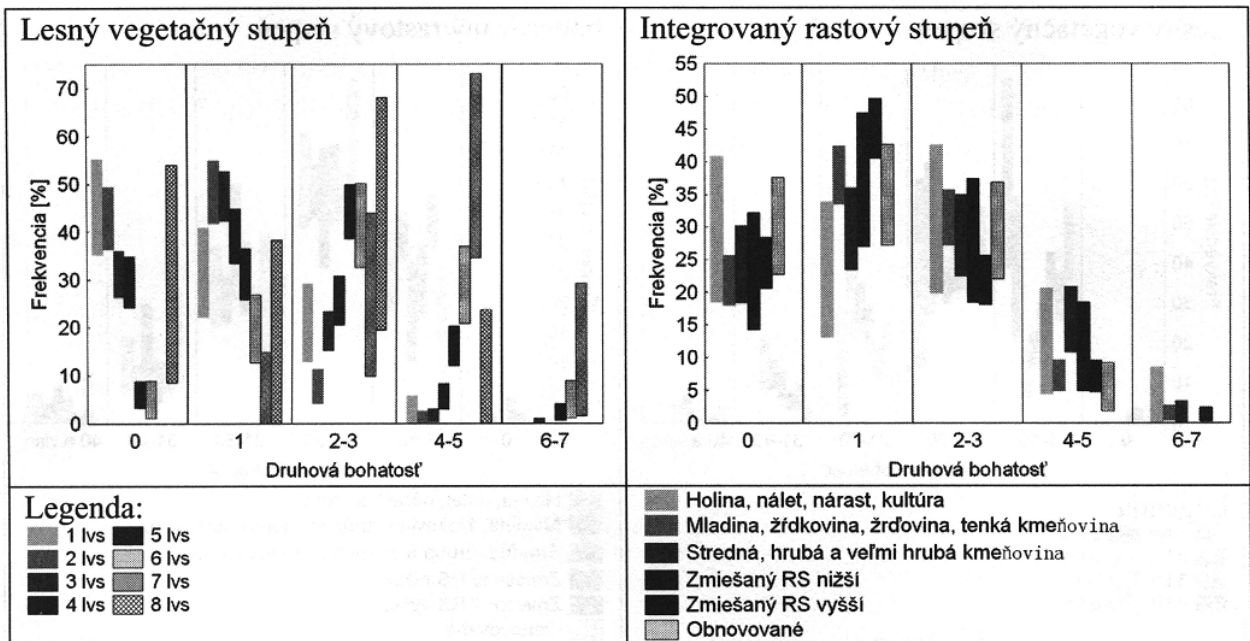 Lesný vegetačný stupeň
Frekvencia [%]
70
60
50
40
30
20
10
0
0 1 2-3 4-5 6-7
Druhová bohatosť
Integrovaný rastový stupeň
Frekvencia [%]
55
50
45
40
35
30
25
20
15
10
5
0
0 1 2-3 4-5 6-7
Druhová bohatosť
Legenda:
1 lvs 5 lvs
2 lvs 6 lvs
3 lvs 7 lvs
4 lvs 8 lvs
Holina, nálet, nárast, kultúra
Mladina, žŕdkovina, žrďovina, tenká kmeňovina
Stredná, hrubá a veľmi hrubá kmeňovina
Zmiešaný RS nižší
Zmiešaný RS vyšší
Obnovované